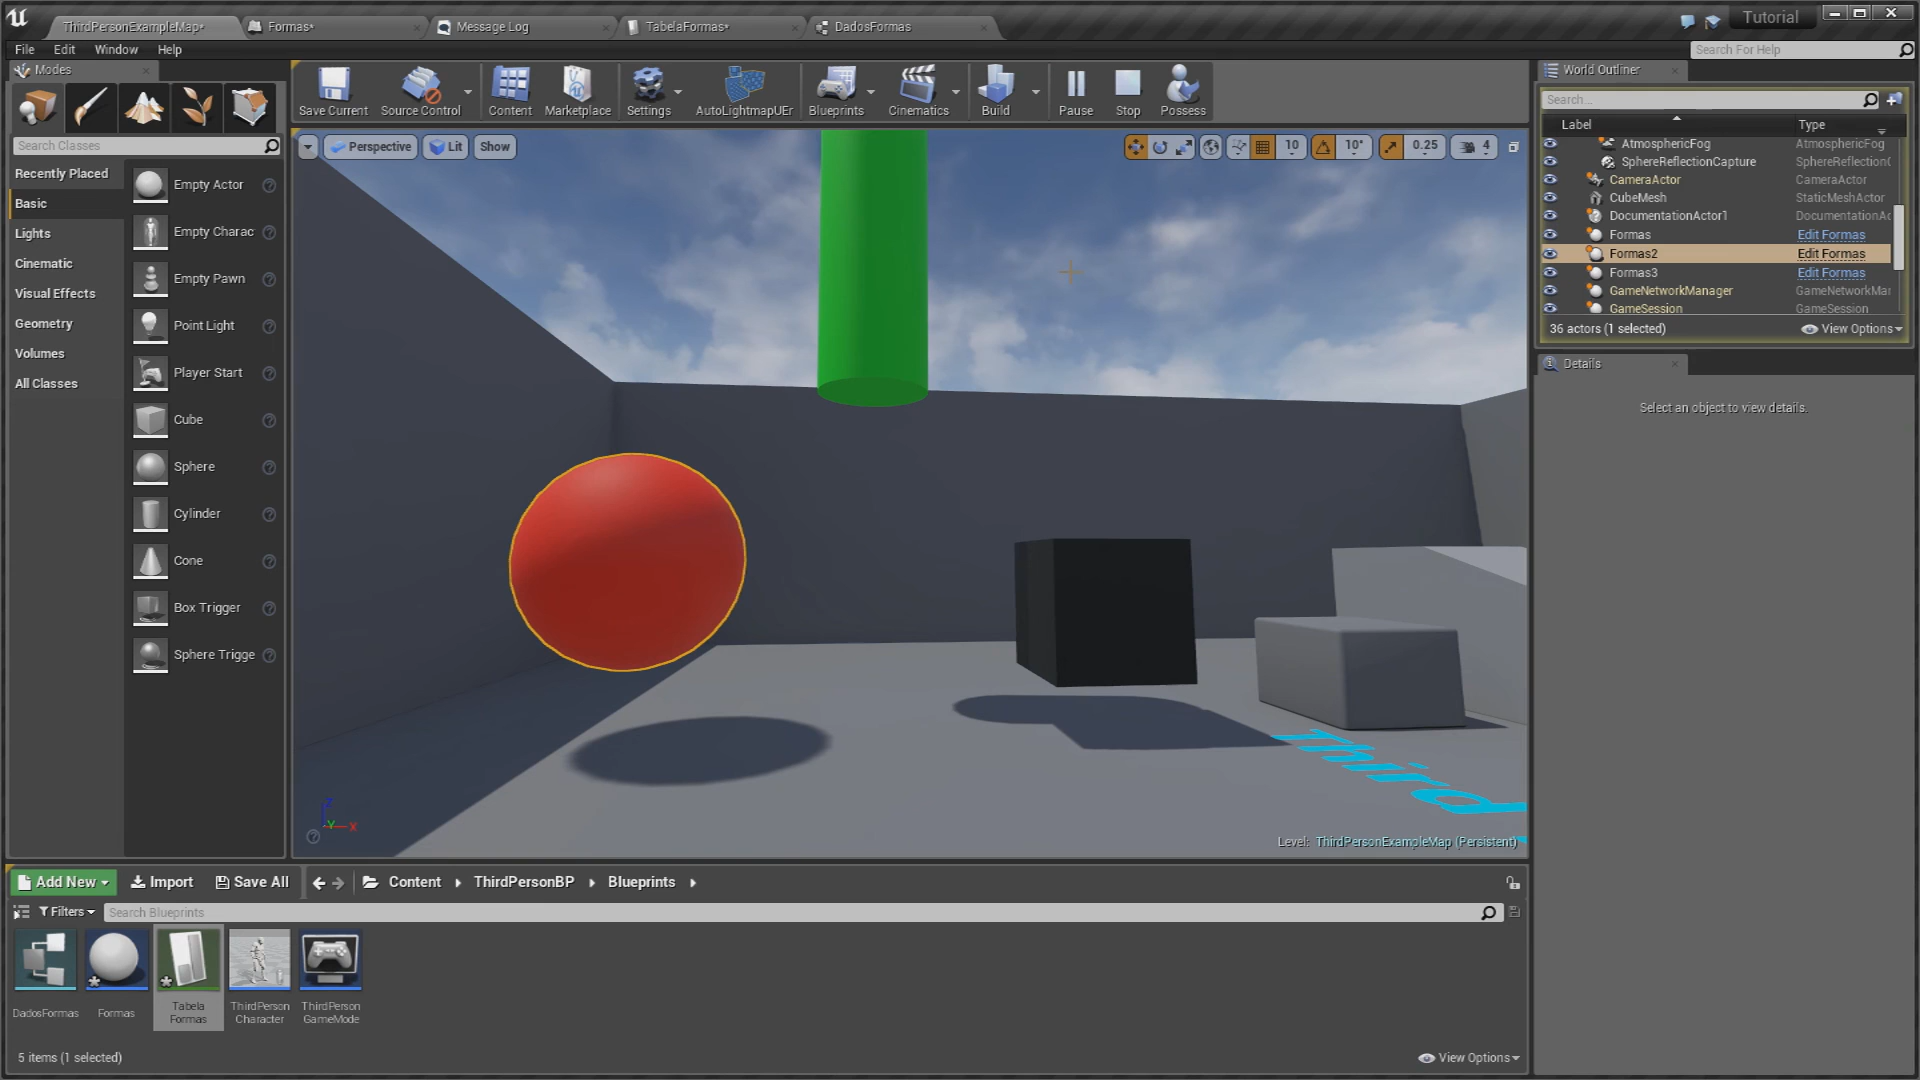 ThirdPersonExampleMap*
Formas*
Message Log
TabelaFormas*
DadosFormas
Tutorial
File Edit Window Help
Search For Help
Modes
Search Classes
Recently Placed
Basic
Lights
Cinematic
Visual Effects
Geometry
Volumes
All Classes
Empty Actor
Empty Charac
Empty Pawn
Point Light
Player Start
Cube
Sphere
Cylinder
Cone
Box Trigger
Sphere Trigge
Save Current
Source Control
Content
Marketplace
Settings
AutoLightmapUEr
Blueprints
Cinematics
Build
Pause
Stop
Possess
Perspective
Lit
Show
10
10°
0.25
4
Third
X
Y
Z
Level: ThirdPersonExampleMap (Persistent)
World Outliner
Search...
Label Type
AtmosphericFog AtmosphericFog
SphereReflectionCapture SphereReflectionC
CameraActor CameraActor
CubeMesh StaticMeshActor
DocumentationActor1 DocumentationAc
Formas Edit Formas
Formas2 Edit Formas
Formas3 Edit Formas
GameNetworkManager GameNetworkMan
GameSession GameSession
36 actors (1 selected)
View Options
Details
Select an object to view details.
Add New
Import
Save All
Content
ThirdPersonBP
Blueprints
Filters
Search Blueprints
DadosFormas
Formas
Tabela
Formas
ThirdPerson
Character
ThirdPerson
GameMode
5 items (1 selected)
View Options